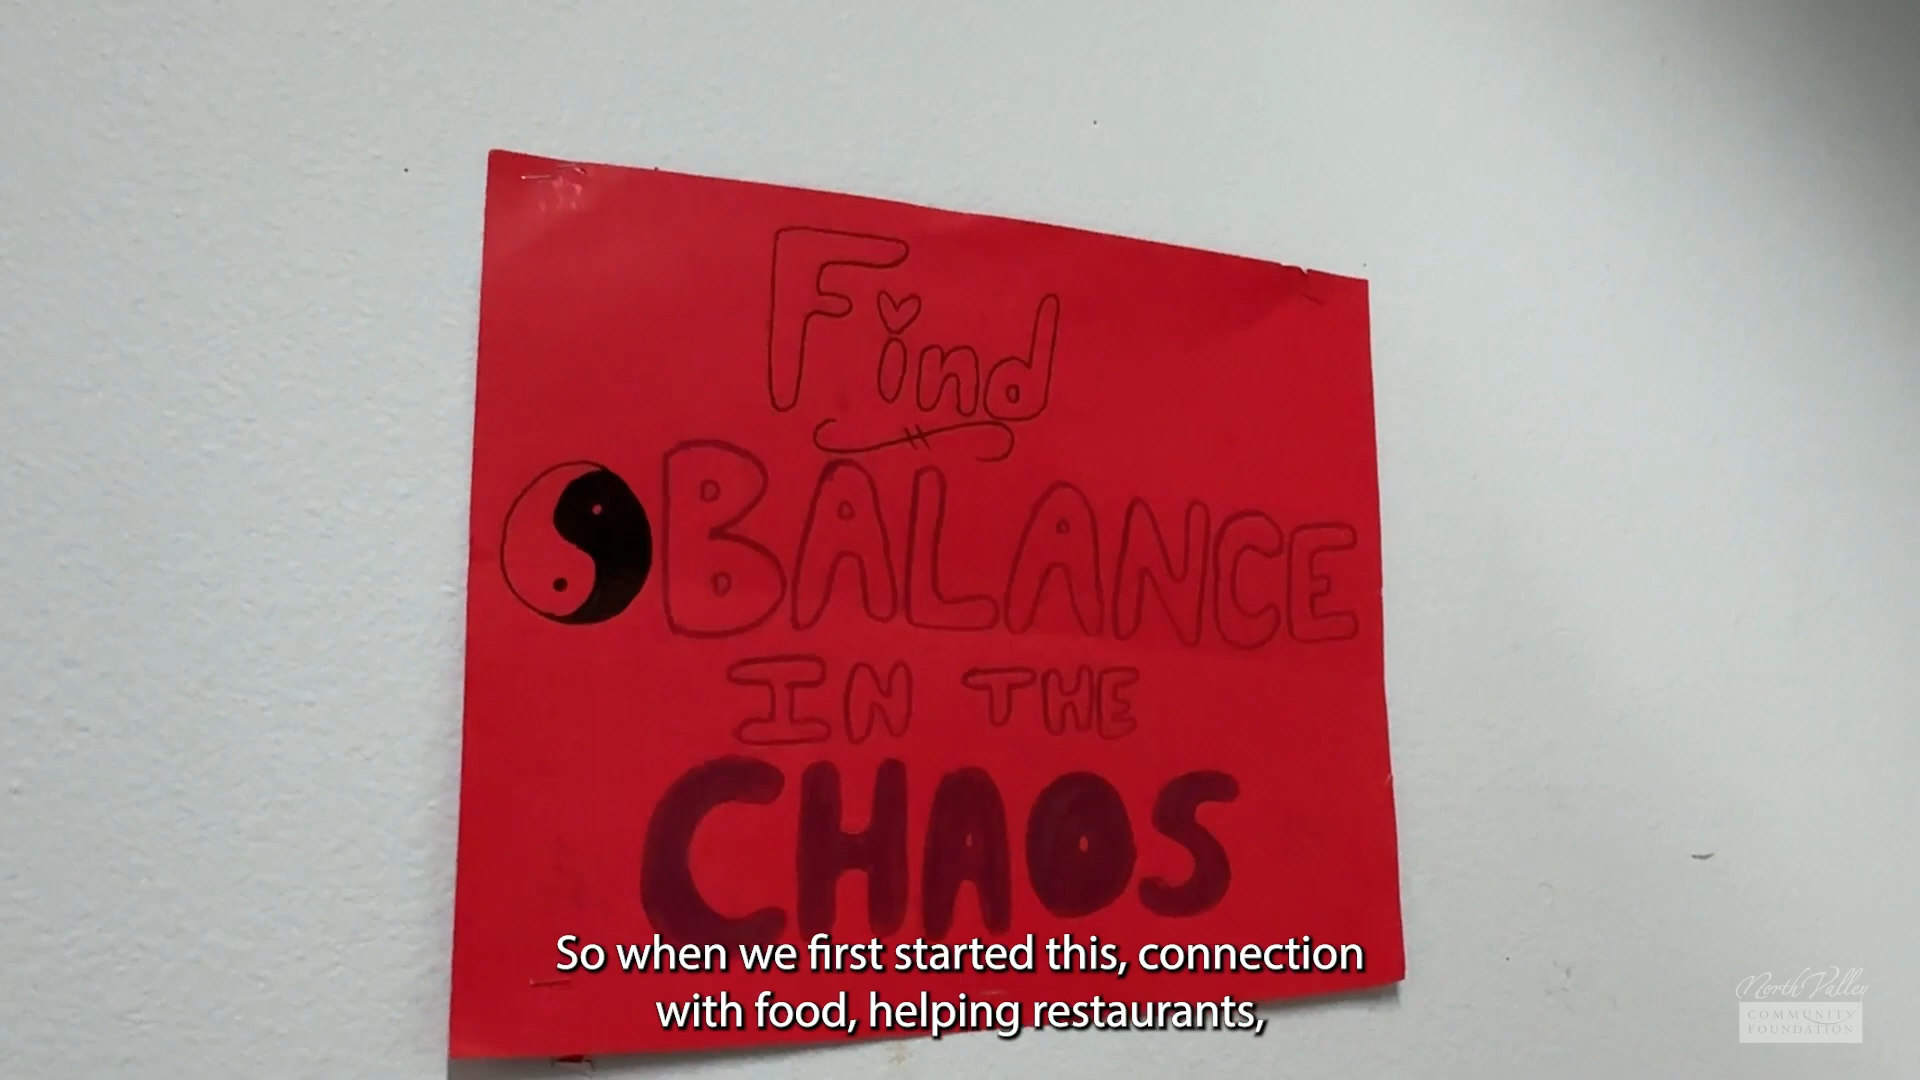 Find
BALANCE
IN THE
CHAOS
So when we first started this, connection
with food, helping restaurants,
North Valley
COMMUNITY
FOUNDATION